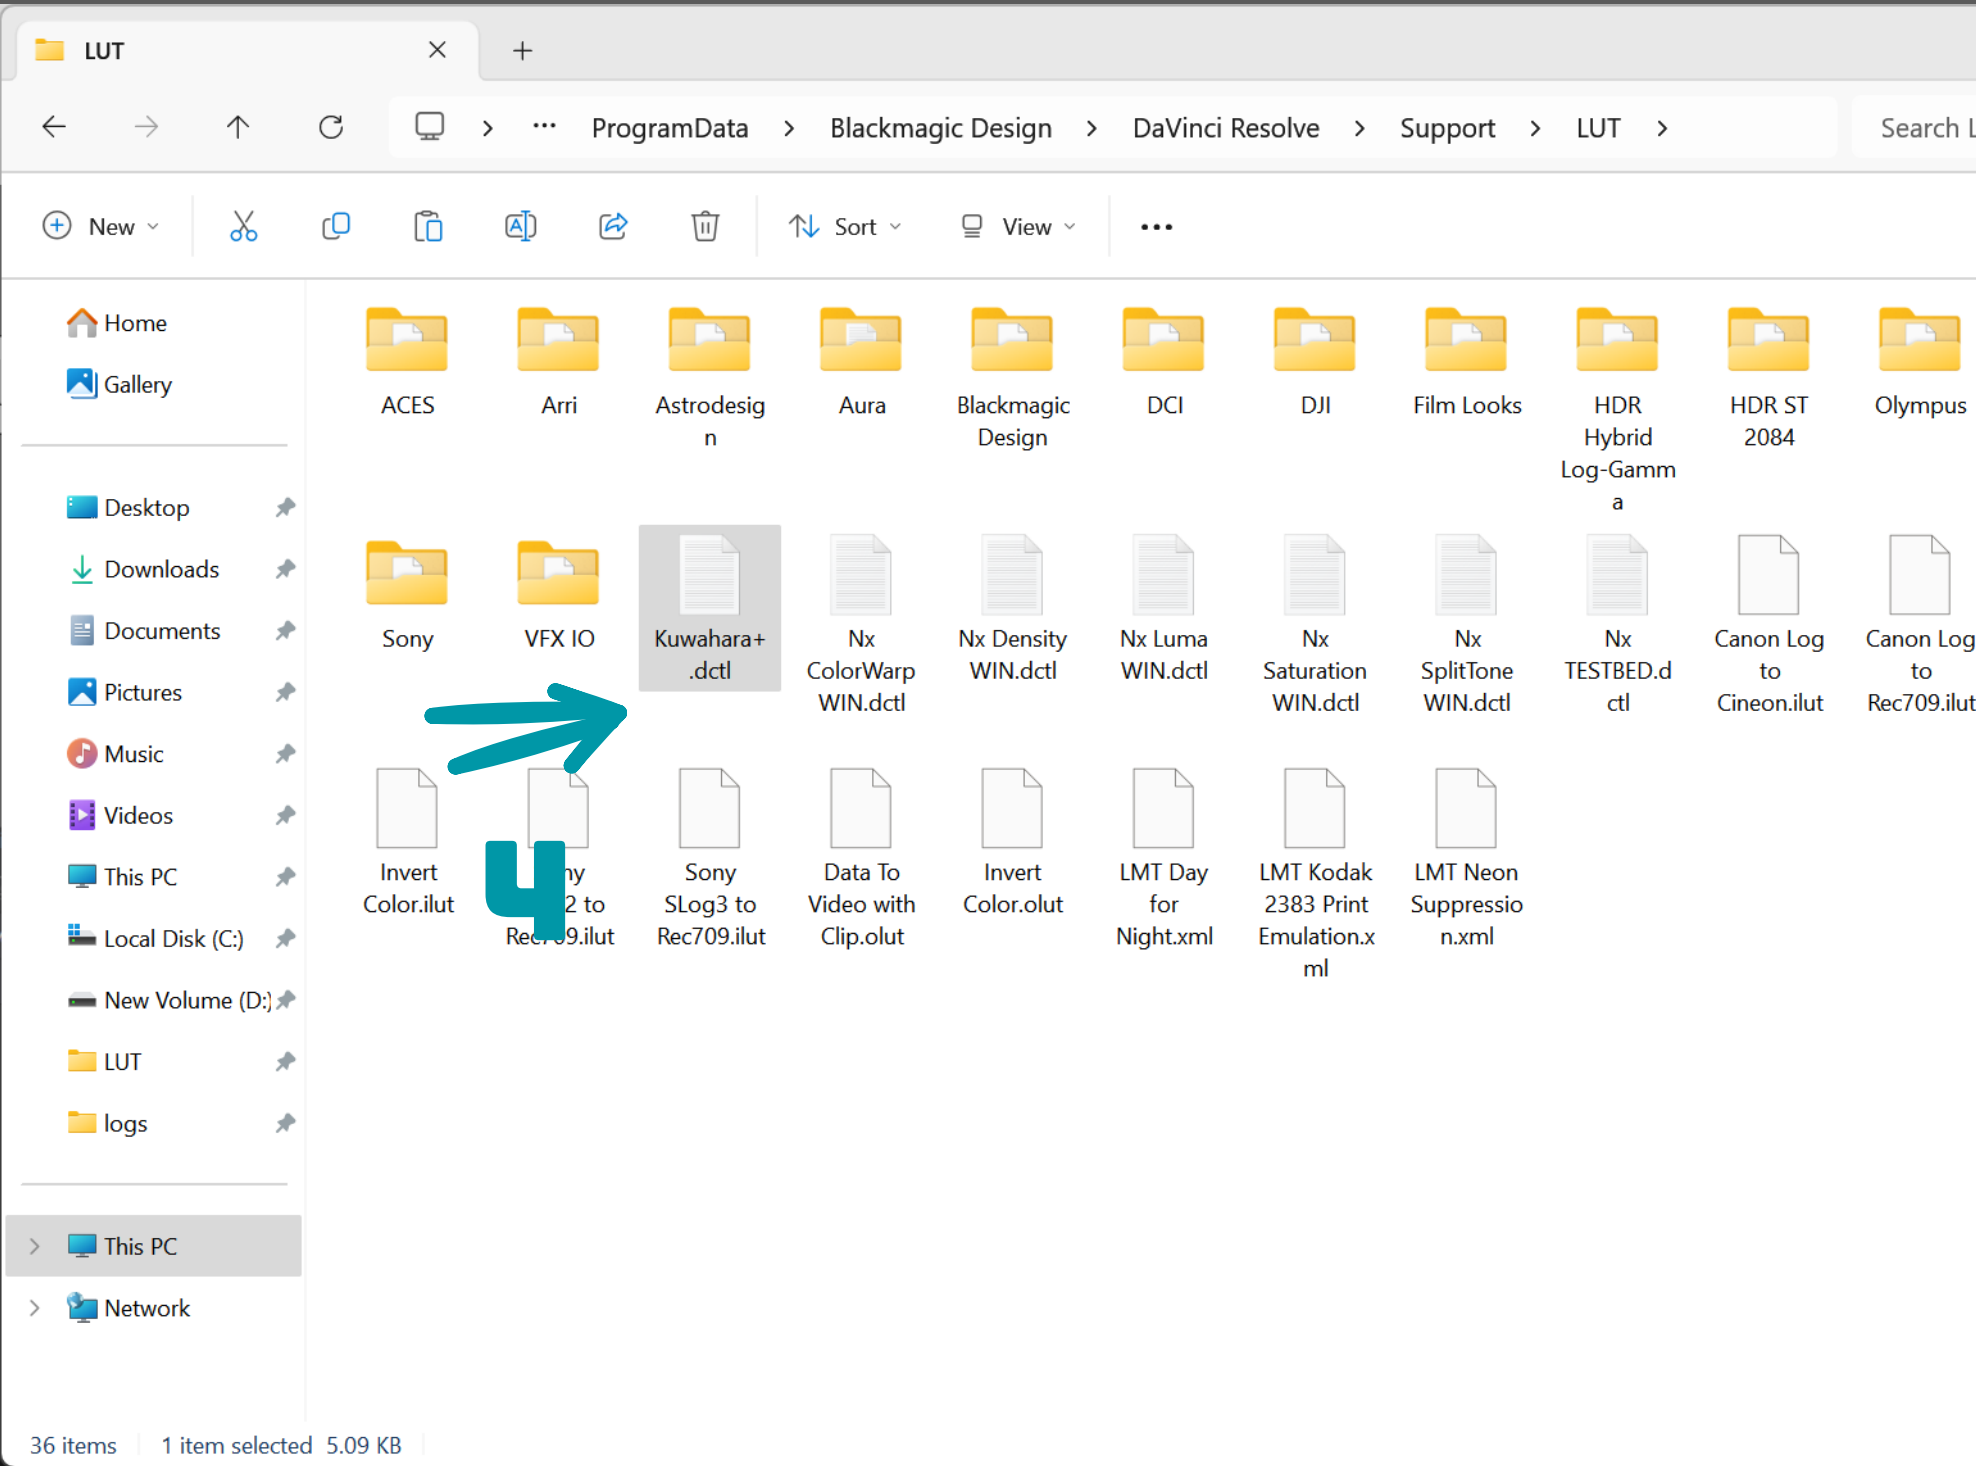 LUT
ProgramData
Blackmagic Design
DaVinci Resolve
Support
LUT
Search L
New
Sort
View
Home
Gallery
Desktop
Downloads
Documents
Pictures
Music
Videos
This PC
Local Disk (C:)
New Volume (D:)
LUT
logs
This PC
Network
ACES
Arri
Astrodesig
n
Aura
Blackmagic
Design
DCI
DJI
Film Looks
HDR
Hybrid
Log-Gamm
a
HDR ST
2084
Olympus
Sony
VFX IO
Kuwahara+
.dctl
Nx
ColorWarp
WIN.dctl
Nx Density
WIN.dctl
Nx Luma
WIN.dctl
Nx
Saturation
WIN.dctl
Nx
SplitTone
WIN.dctl
Nx
TESTBED.d
ctl
Canon Log
to
Cineon.ilut
Canon Log
to
Rec709.ilut
Invert
Color.ilut
4
ny
2 to
Rec709.ilut
Sony
SLog3 to
Rec709.ilut
Data To
Video with
Clip.olut
Invert
Color.olut
LMT Day
for
Night.xml
LMT Kodak
2383 Print
Emulation.x
ml
LMT Neon
Suppressio
n.xml
36 items
1 item selected 5.09 KB